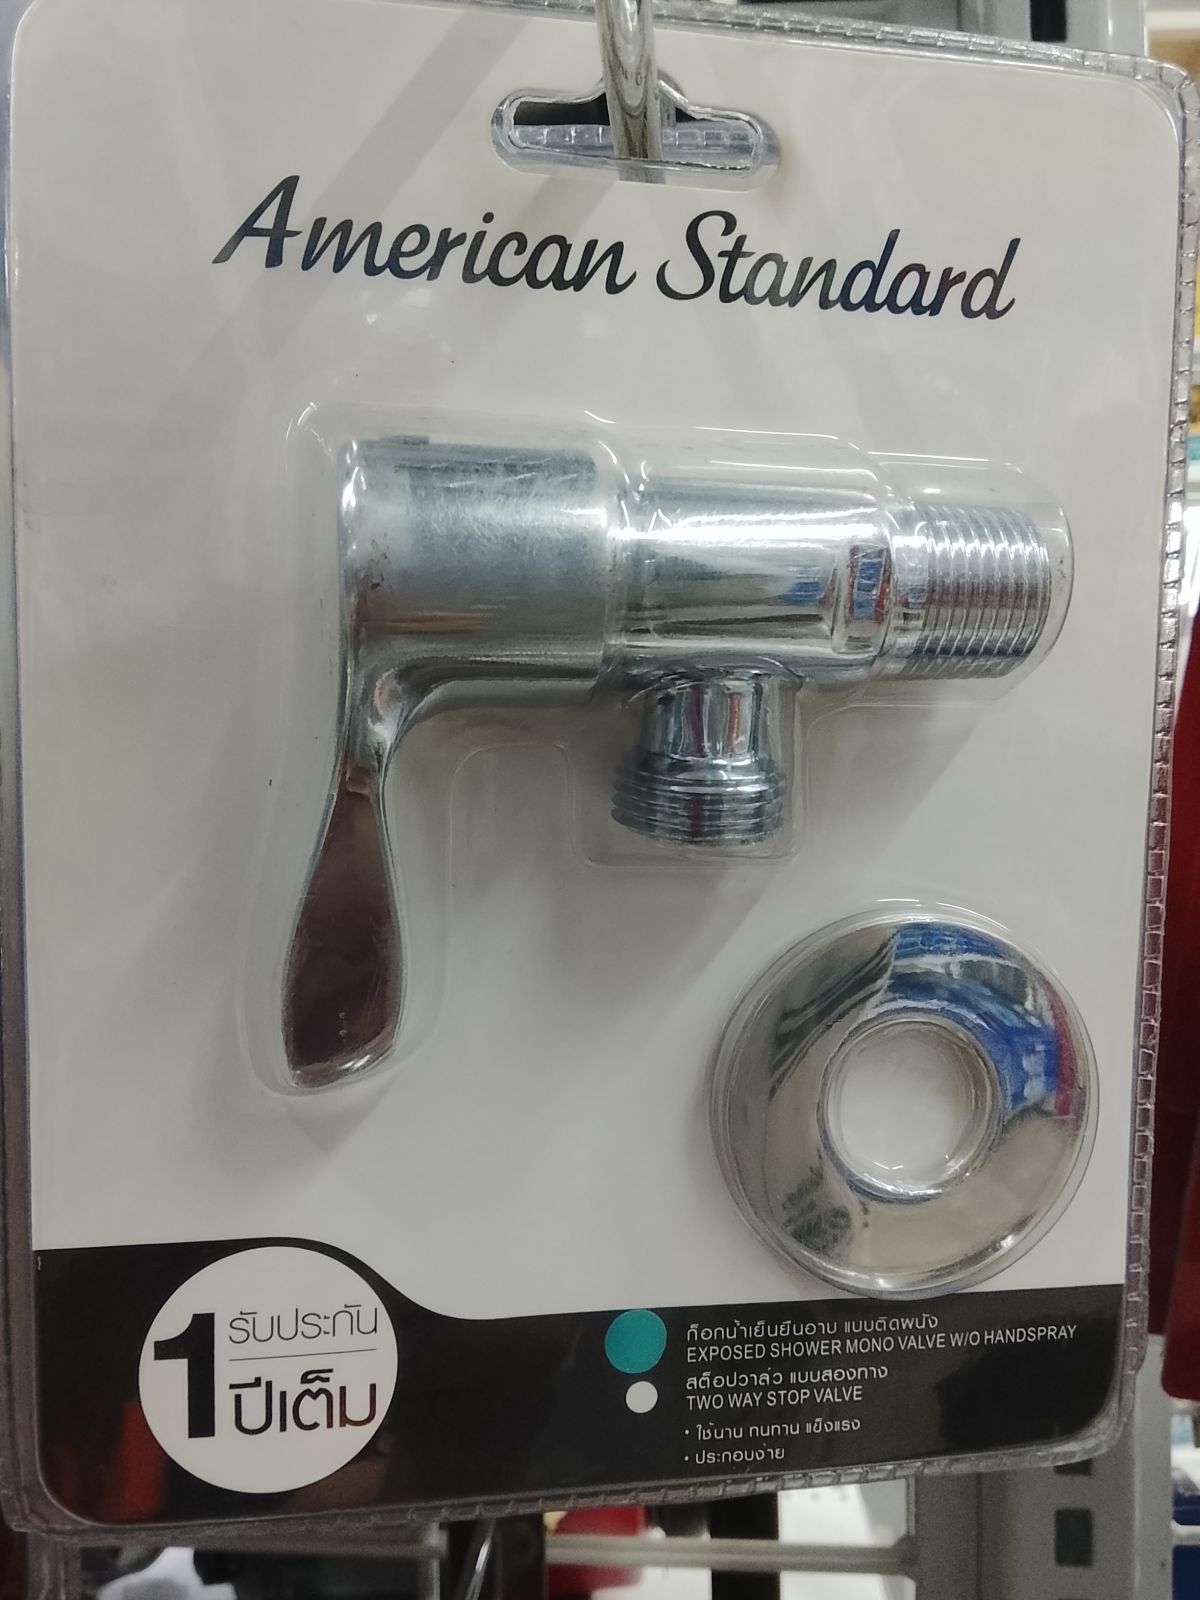 American Standard
1 รับประกัน
ปีเต็ม
ก็อกน้ำเย็นยืนอาบ แบบติดผนัง
EXPOSED SHOWER MONO VALVE W/O HANDSPRAY
สต็อปวาล์ว แบบสองทาง
TWO WAY STOP VALVE
• ใช้นาน ทนทาน แข็งแรง
• ประกอบง่าย